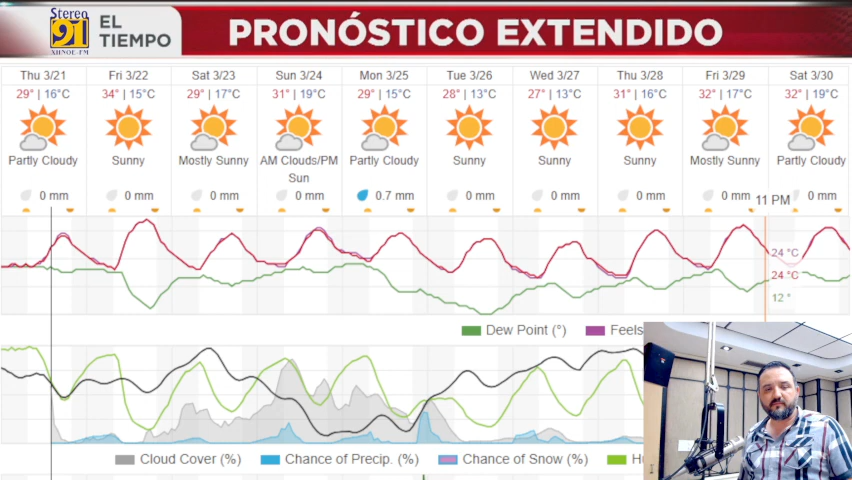 Stereo
91
XHNOE-FM
EL
TIEMPO
PRONÓSTICO EXTENDIDO
Thu 3/21 Fri 3/22 Sat 3/23 Sun 3/24 Mon 3/25 Tue 3/26 Wed 3/27 Thu 3/28 Fri 3/29 Sat 3/30
29° | 16°C 34° | 15°C 29° | 17°C 31° | 19°C 29° | 15°C 28° | 13°C 27° | 13°C 31° | 16°C 32° | 17°C 32° | 19°C
Partly Cloudy Sunny Mostly Sunny AM Clouds/PM Partly Cloudy Sunny Sunny Sunny Mostly Sunny Partly Cloudy
Sun
0 mm 0 mm 0 mm 0 mm 0.7 mm 0 mm 0 mm 0 mm 0 mm 0 mm
11 PM
24 °C
24 °C
12 °
Dew Point (°) Feels
Cloud Cover (%) Chance of Precip. (%) Chance of Snow (%)